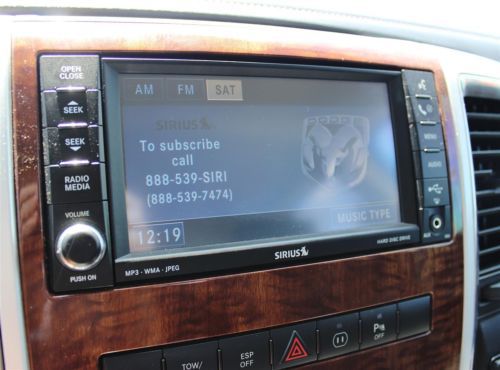 OPEN
CLOSE
SEEK
SEEK
RADIO
MEDIA
VOLUME
PUSH ON
AM FM SAT
SIRIUS
To subscribe
call
888-539-SIRI
(888-539-7474)
12:19
MUSIC TYPE
MP3 - WMA - JPEG
SIRIUS
HARD DISC DRIVE
MENU
AUDIO
AUX
TOW/
ESP
OFF
P
OFF